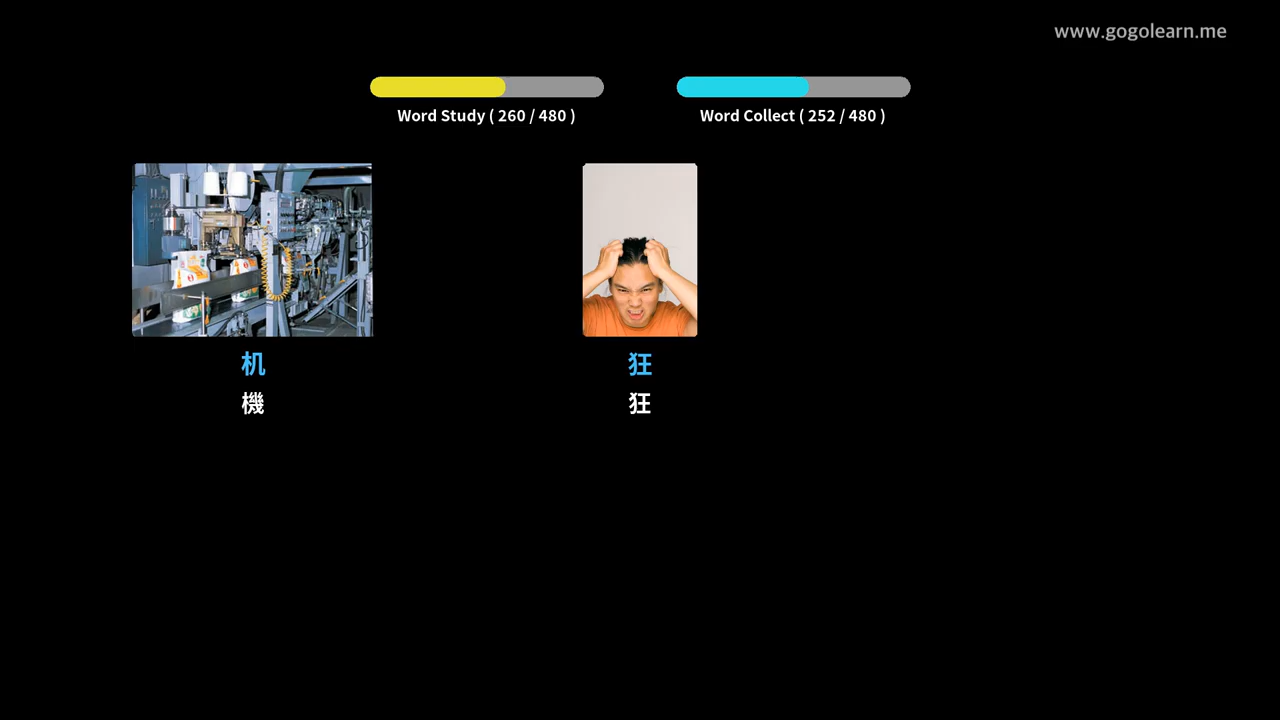 www.gogolearn.me
Word Study ( 260 / 480 )
Word Collect ( 252 / 480 )
机
機
狂
狂